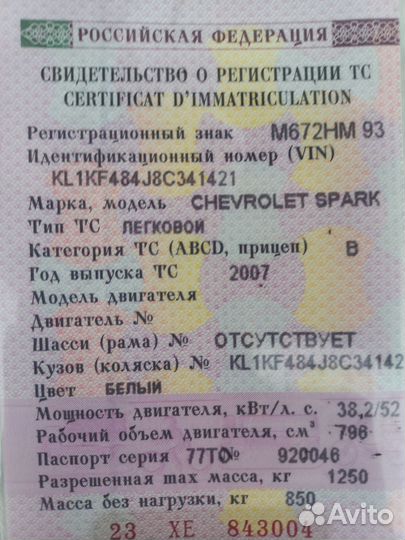 РОССИЙСКАЯ ФЕДЕРАЦИЯ
СВИДЕТЕЛЬСТВО О РЕГИСТРАЦИИ ТС
CERTIFICAT D'IMMATRICULATION
Регистрационный знак М672НМ 93
Идентификационный номер (VIN)
KL1KF484J8C341421
Марка, модель CHEVROLET SPARK
Тип ТС ЛЕГКОВОЙ
Категория ТС (ABCD, прицеп) B
Год выпуска ТС 2007
Модель двигателя
Двигатель №
Шасси (рама) № ОТСУТСТВУЕТ
Кузов (коляска) № KL1KF484J8C34142
Цвет БЕЛЫЙ
Мощность двигателя, кВт/л. с. 38,2/52
Рабочий объем двигателя, см³ 796
Паспорт серия 77ТО № 920046
Разрешенная max масса, кг 1250
Масса без нагрузки, кг 850
23 ХЕ 843004
Avito